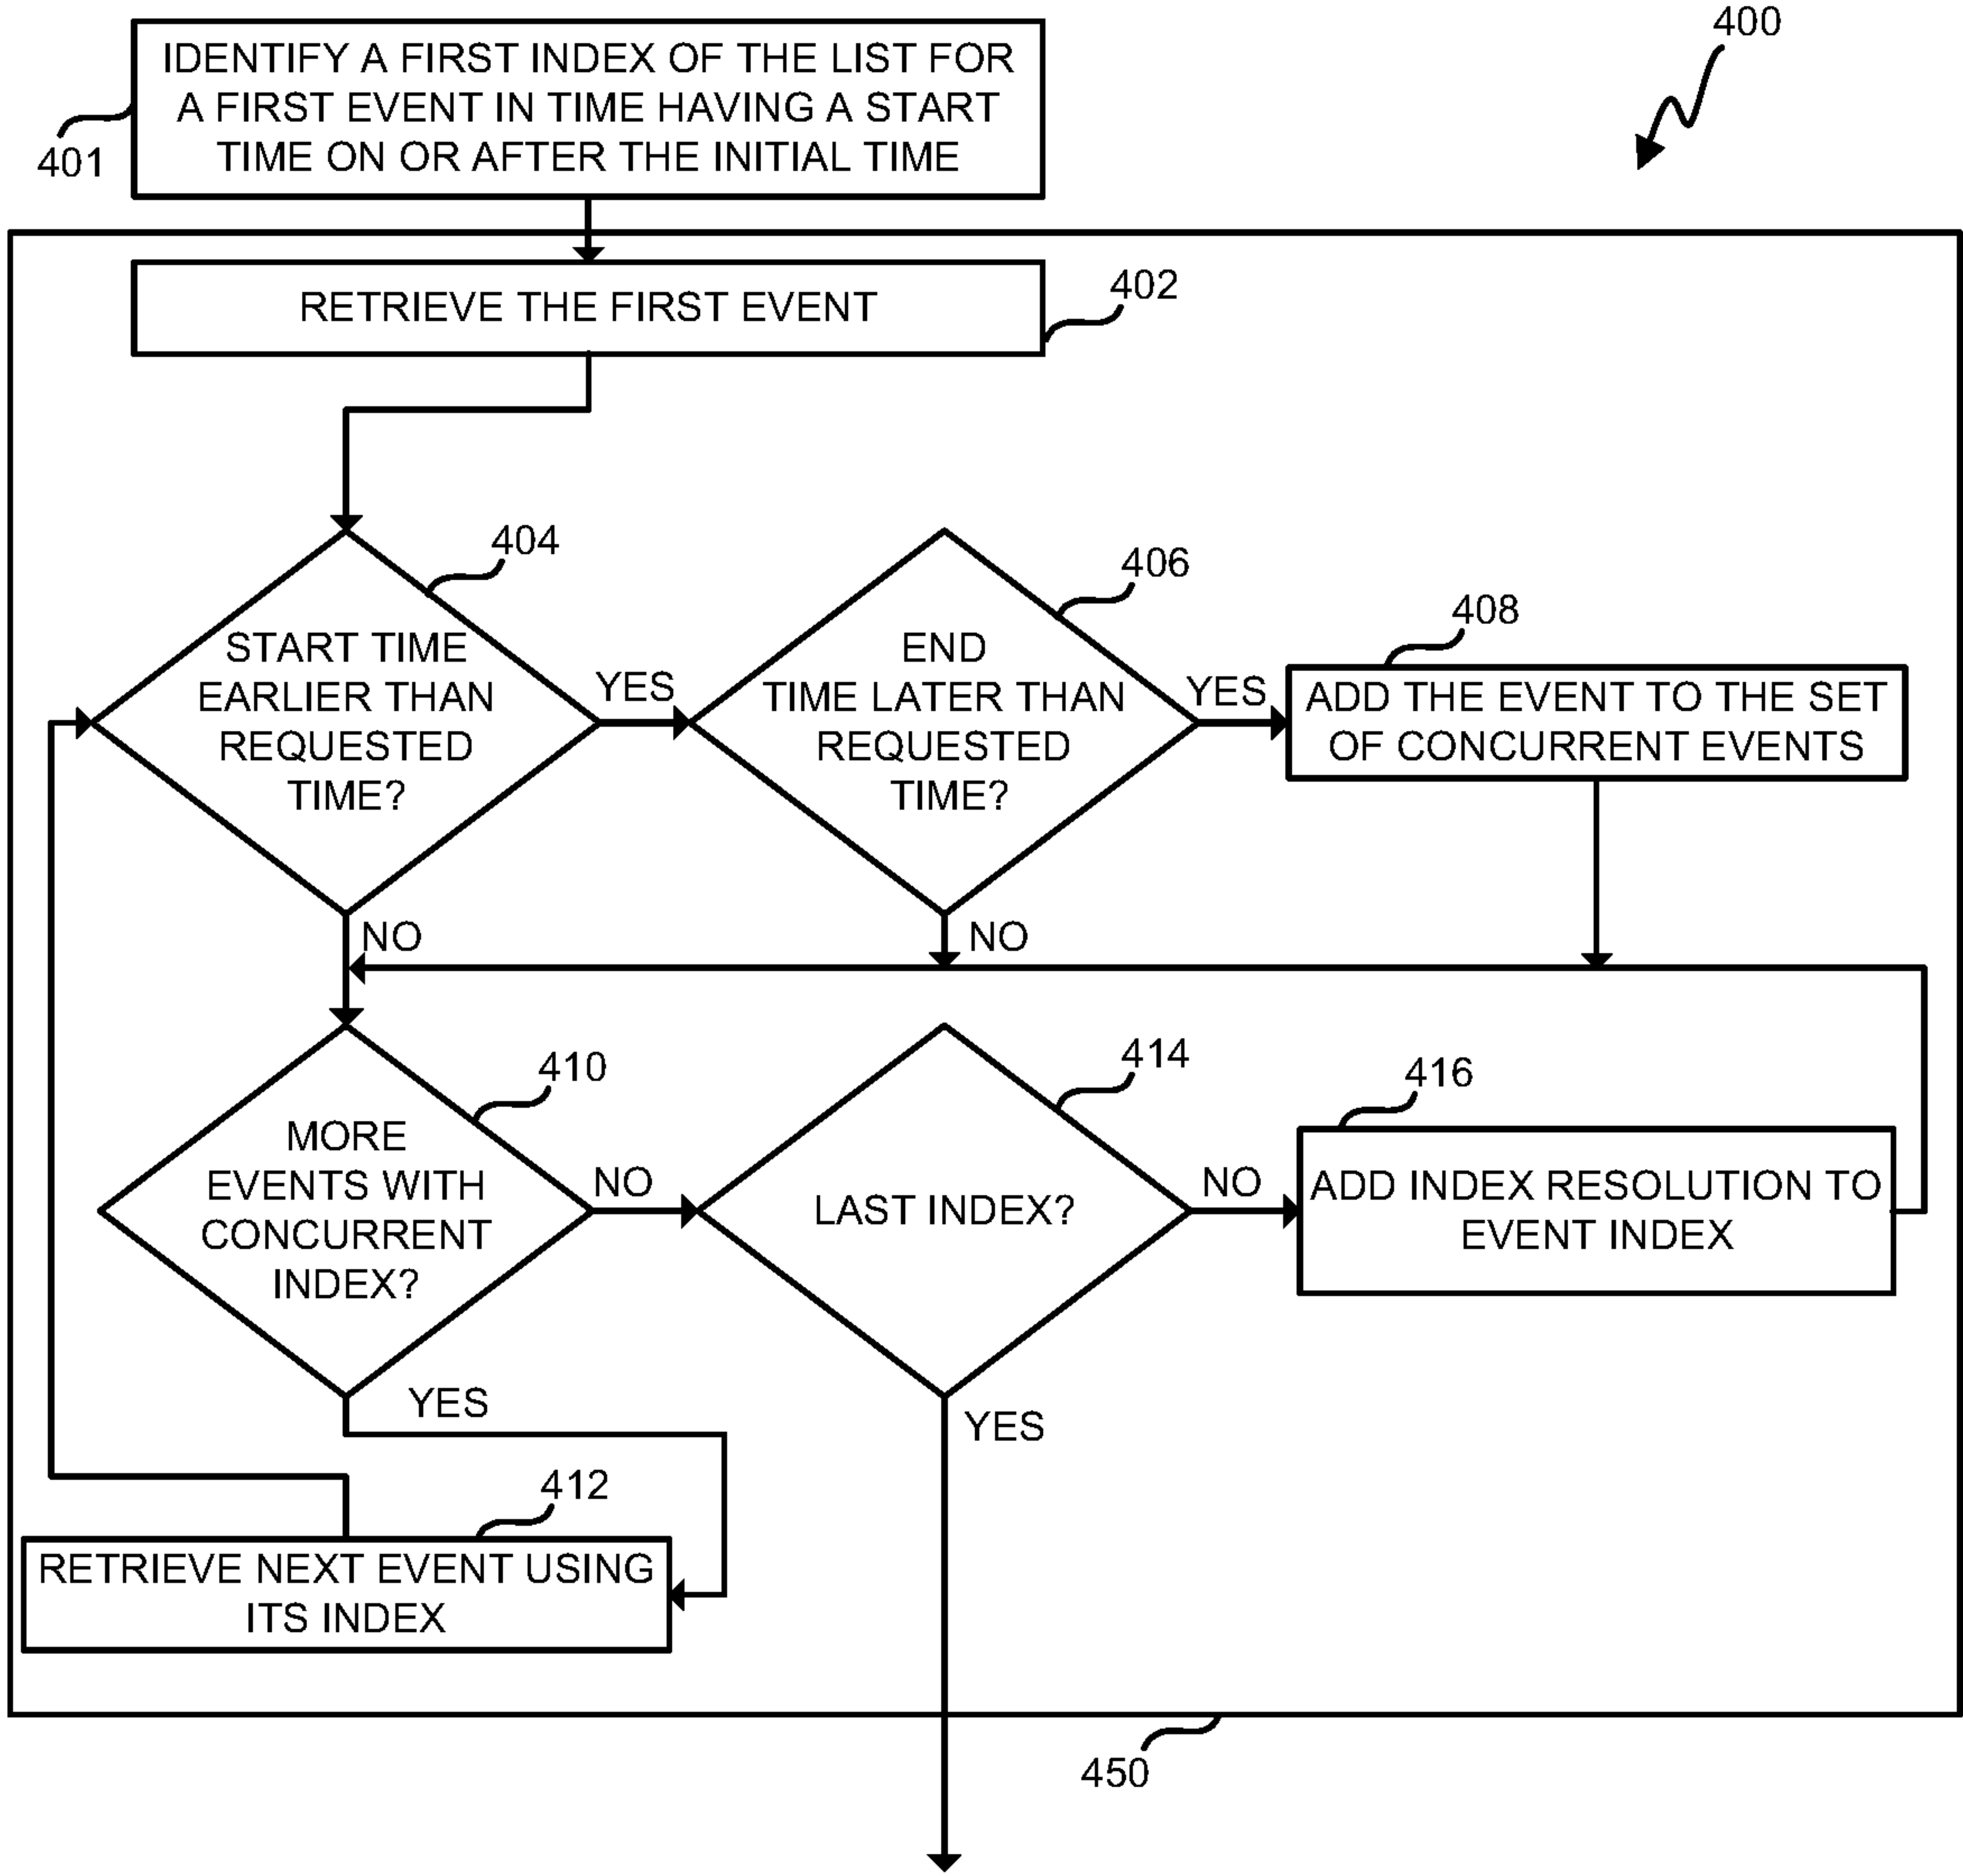 400
IDENTIFY A FIRST INDEX OF THE LIST FOR
A FIRST EVENT IN TIME HAVING A START
TIME ON OR AFTER THE INITIAL TIME
401
RETRIEVE THE FIRST EVENT
402
404
START TIME
EARLIER THAN
REQUESTED
TIME?
YES
NO
406
END
TIME LATER THAN
REQUESTED
TIME?
YES
NO
408
ADD THE EVENT TO THE SET
OF CONCURRENT EVENTS
410
MORE
EVENTS WITH
CONCURRENT
INDEX?
NO
YES
414
LAST INDEX?
NO
YES
416
ADD INDEX RESOLUTION TO
EVENT INDEX
412
RETRIEVE NEXT EVENT USING
ITS INDEX
450